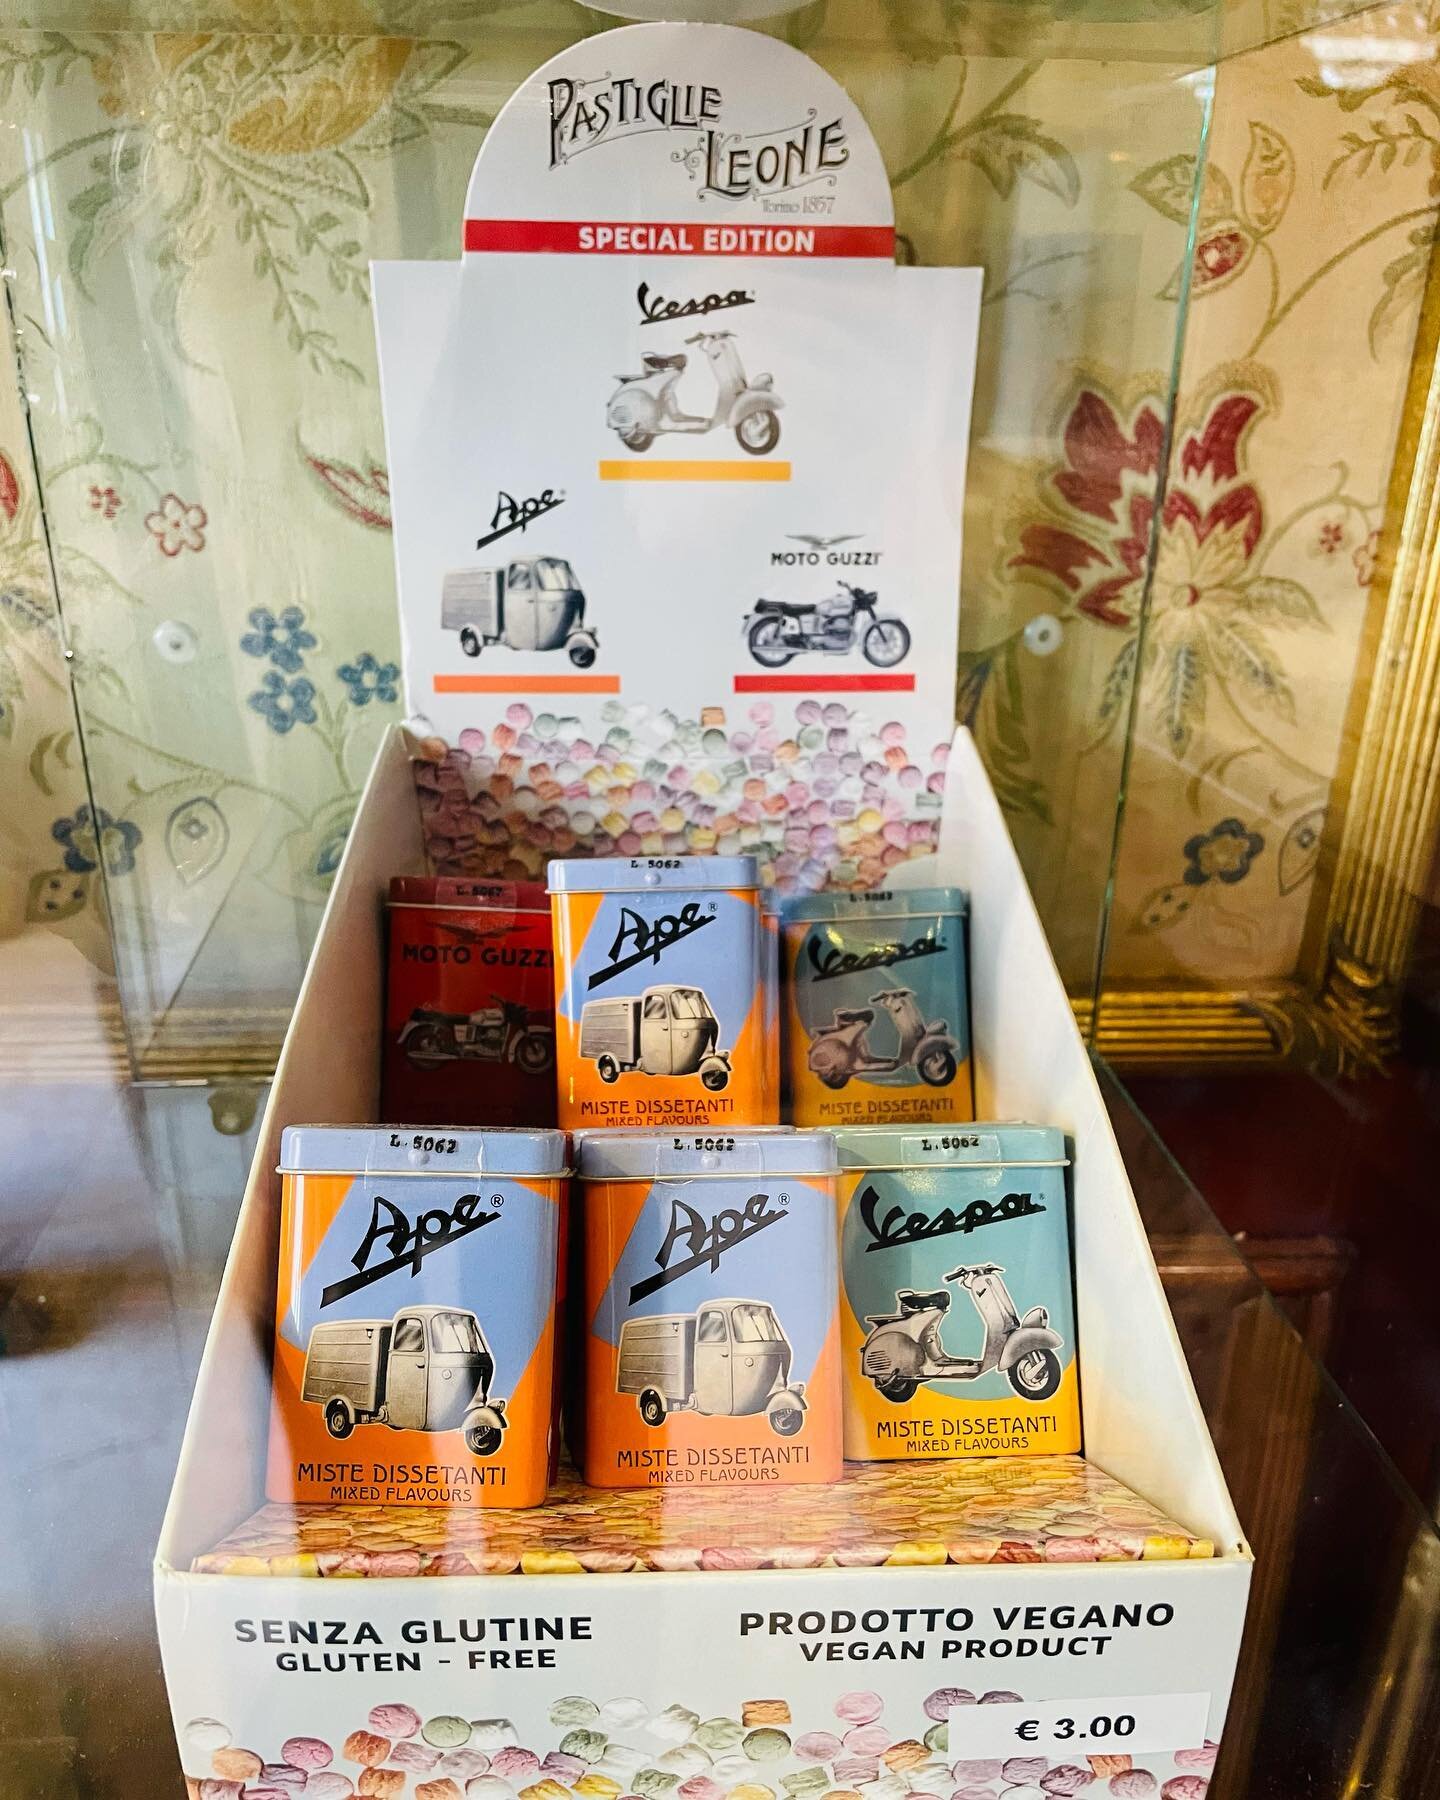 PASTIGLIE
LEONE
Torino 1857
SPECIAL EDITION
Vespa
Ape®
MOTO GUZZI®
L. 5062
L. 5062
L. 5062
MOTO GUZZI
Ape®
Vespa
MISTE DISSETANTI
MIXED FLAVOURS
MISTE DISSETANTI
MIXED FLAVOURS
L. 5062
L. 5062
L. 5062
Ape®
Ape®
Vespa®
MISTE DISSETANTI
MIXED FLAVOURS
MISTE DISSETANTI
MIXED FLAVOURS
MISTE DISSETANTI
MIXED FLAVOURS
SENZA GLUTINE
GLUTEN - FREE
PRODOTTO VEGANO
VEGAN PRODUCT
€ 3.00